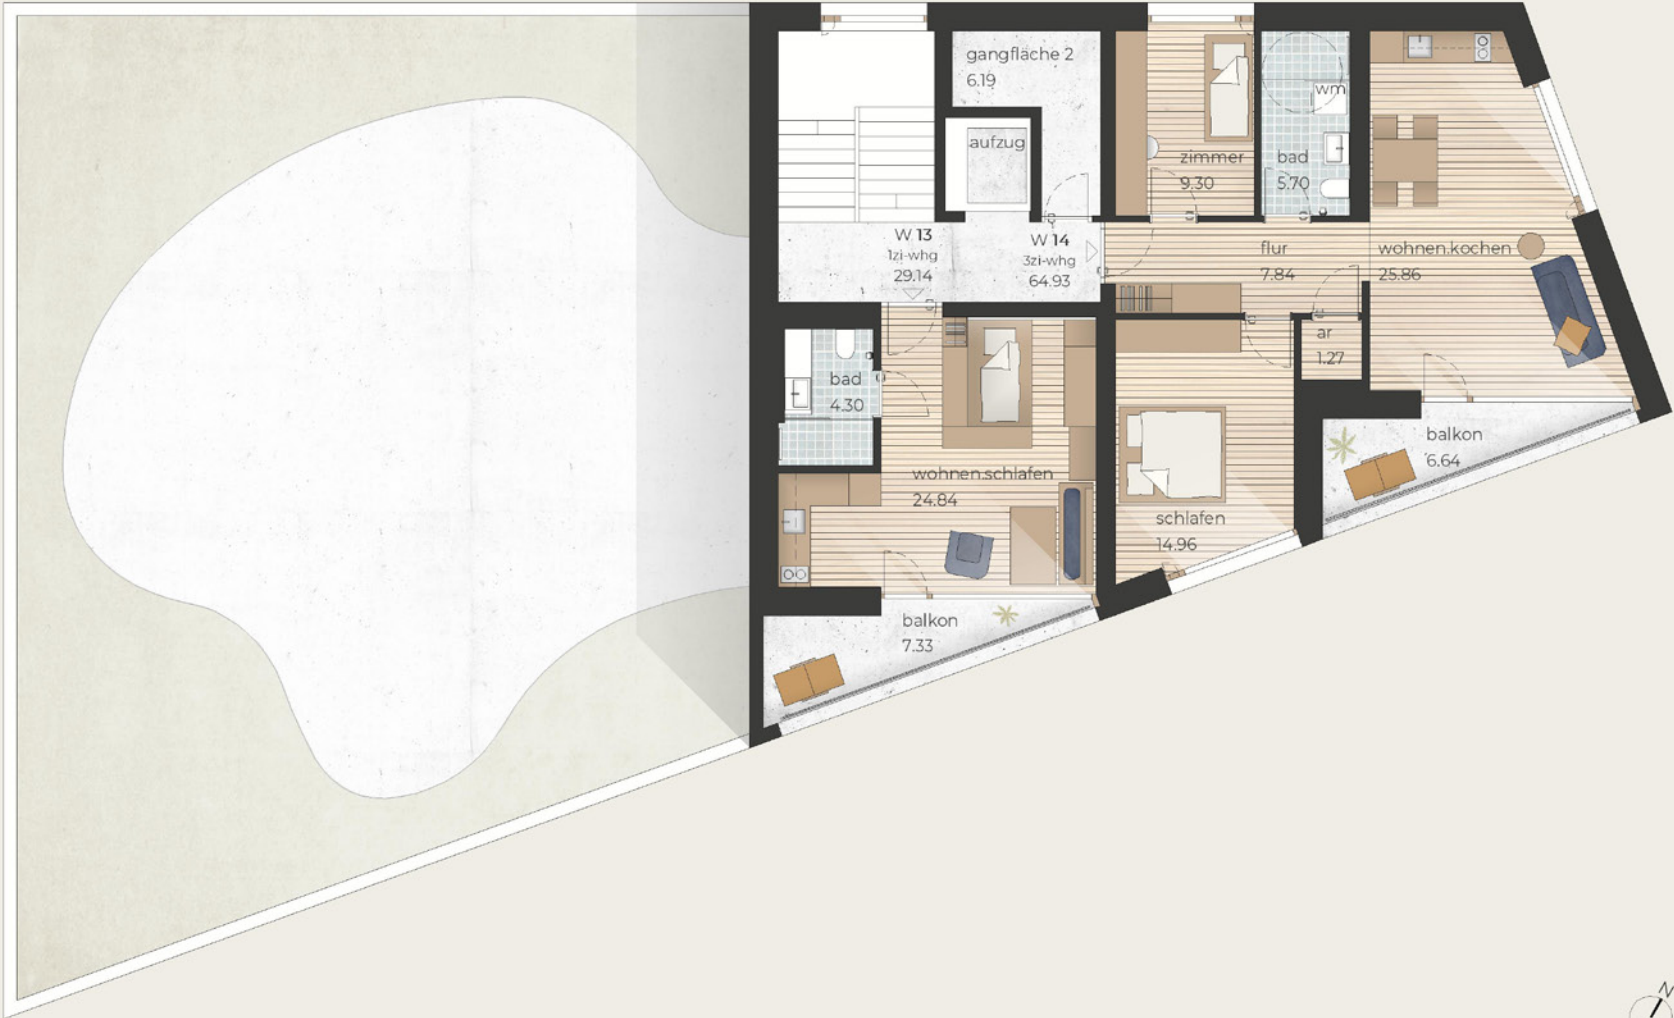 gangfläche 2
6.19
aufzug
zimmer
9.30
wm
bad
5.70
W 13
1zi-whg
29.14
W 14
3zi-whg
64.93
flur
7.84
wohnen.kochen
25.86
ar
1.27
bad
4.30
wohnen.schlafen
24.84
schlafen
14.96
balkon
6.64
balkon
7.33
N